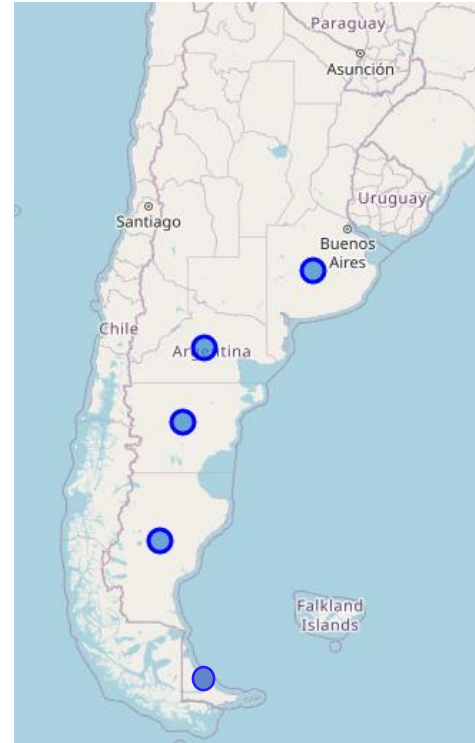 Paraguay
Asunción
Uruguay
Santiago
Buenos
Aires
Chile
Argentina
Falkland
Islands